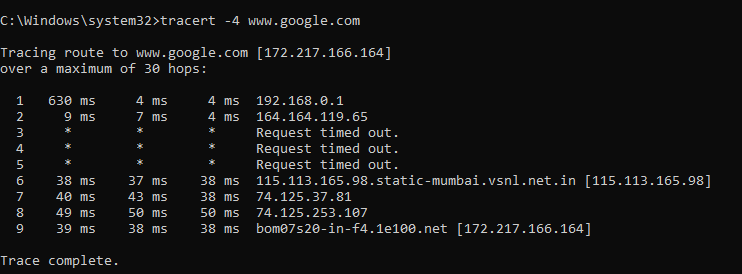 C:\Windows\system32>tracert -4 www.google.com
Tracing route to www.google.com [172.217.166.164]
over a maximum of 30 hops:
1 630 ms 4 ms 4 ms 192.168.0.1
2 9 ms 7 ms 4 ms 164.164.119.65
3 * * * Request timed out.
4 * * * Request timed out.
5 * * * Request timed out.
6 38 ms 37 ms 38 ms 115.113.165.98.static-mumbai.vsnl.net.in [115.113.165.98]
7 40 ms 43 ms 38 ms 74.125.37.81
8 49 ms 50 ms 50 ms 74.125.253.107
9 39 ms 38 ms 38 ms bom07s20-in-f4.1e100.net [172.217.166.164]
Trace complete.